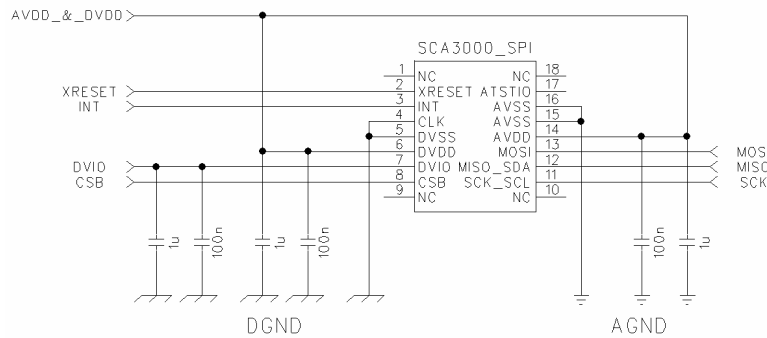 AVDD_&_DVDD
SCA3000_SPI
1 NC NC 18
XRESET 2 XRESET ATSTIO 17
INT 3 INT AVSS 16
4 CLK AVSS 15
5 DVSS AVDD 14
6 DVDD MOSI 13 MOS
DVIO 7 DVIO MISO_SDA 12 MISO
CSB 8 CSB SCK_SCL 11 SCK
9 NC NC 10
1u 100n 1u 100n 100n 1u
DGND AGND